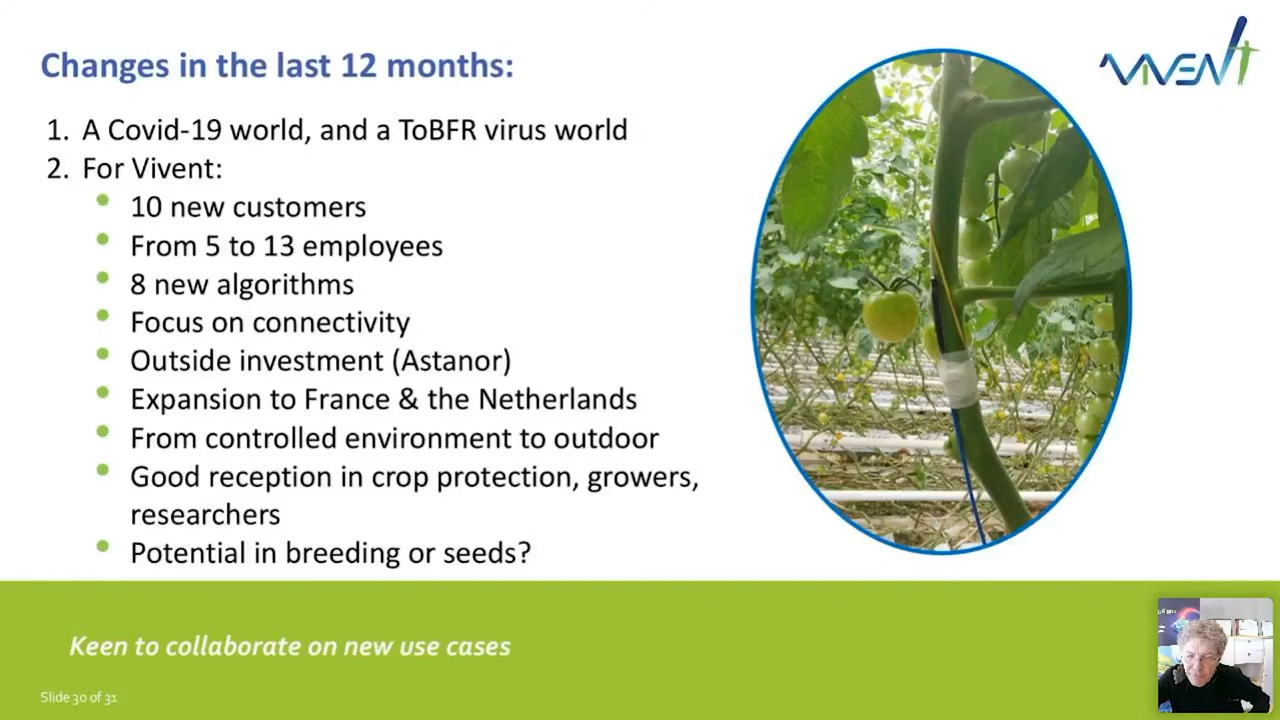 Changes in the last 12 months:
VIVENT
1. A Covid-19 world, and a ToBFR virus world
2. For Vivent:
• 10 new customers
• From 5 to 13 employees
• 8 new algorithms
• Focus on connectivity
• Outside investment (Astanor)
• Expansion to France & the Netherlands
• From controlled environment to outdoor
• Good reception in crop protection, growers,
researchers
• Potential in breeding or seeds?
Keen to collaborate on new use cases
Slide 30 of 31